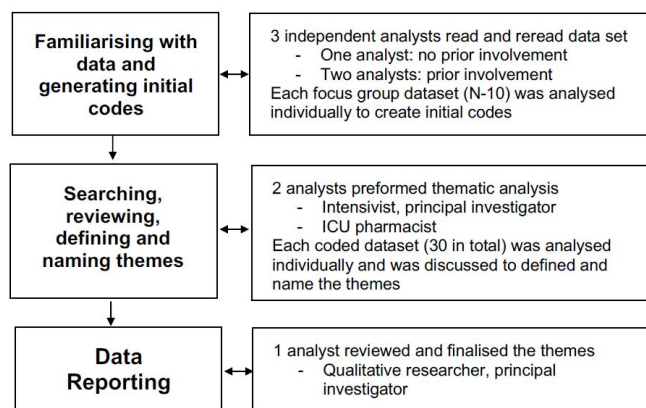 Familiarising with
data and
generating initial
codes
3 independent analysts read and reread data set
- One analyst: no prior involvement
- Two analysts: prior involvement
Each focus group dataset (N-10) was analysed
individually to create initial codes
Searching,
reviewing,
defining and
naming themes
2 analysts preformed thematic analysis
- Intensivist, principal investigator
- ICU pharmacist
Each coded dataset (30 in total) was analysed
individually and was discussed to defined and
name the themes
Data
Reporting
1 analyst reviewed and finalised the themes
- Qualitative researcher, principal
investigator